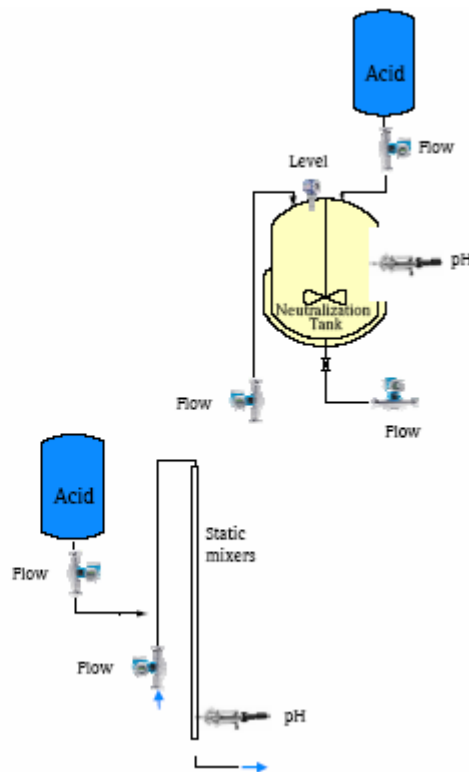 Acid
Flow
Level
pH
Neutralization
Tank
Flow
Flow
Acid
Static
mixers
Flow
Flow
pH